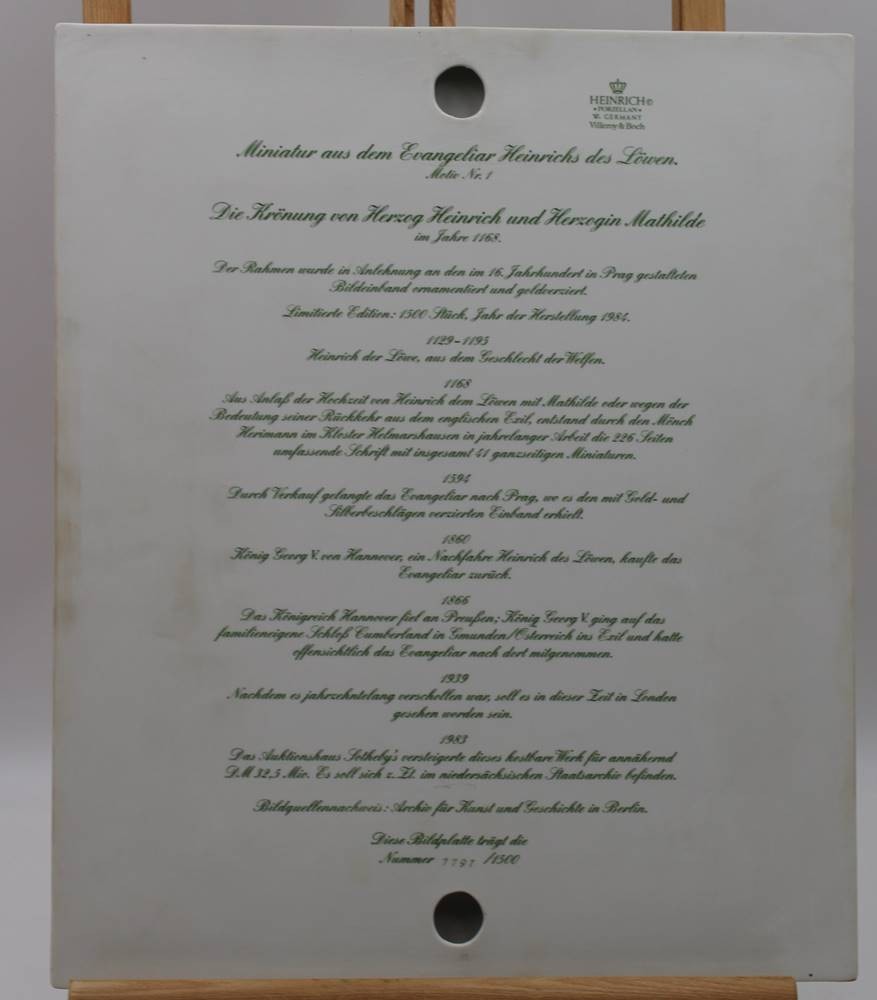 HEINRICH©
• PORZELLAN •
W. GERMANY
Villeroy & Boch
Miniatur aus dem Evangeliar Heinrichs des Löwen.
Motiv Nr. 1
Die Krönung von Herzog Heinrich und Herzogin Mathilde
im Jahre 1168.
Der Rahmen wurde in Anlehnung an den im 16. Jahrhundert in Prag gestalteten
Bildeinband ornamentiert und goldverziert.
Limitierte Edition: 1500 Stück, Jahr der Herstellung 1984.
1129-1195
Heinrich der Löwe, aus dem Geschlecht der Welfen.
1168
Aus Anlaß der Hochzeit von Heinrich dem Löwen mit Mathilde oder wegen der
Bedeutung seiner Rückkehr aus dem englischen Exil, entstand durch den Mönch
Herimann im Kloster Helmarshausen in jahrelanger Arbeit die 226 Seiten
umfassende Schrift mit insgesamt 41 ganzseitigen Miniaturen.
1594
Durch Verkauf gelangte das Evangeliar nach Prag, wo es den mit Gold- und
Silberbeschlägen verzierten Einband erhielt.
1860
König Georg V. von Hannover, ein Nachfahre Heinrich des Löwen, kaufte das
Evangeliar zurück.
1866
Das Königreich Hannover fiel an Preußen; König Georg V. ging auf das
familieneigene Schloß Cumberland in Gmunden/Österreich ins Exil und hatte
offensichtlich das Evangeliar nach dort mitgenommen.
1939
Nachdem es jahrzehntelang verschollen war, soll es in dieser Zeit in London
gesehen worden sein.
1983
Das Auktionshaus Sotheby's versteigerte dieses kostbare Werk für annähernd
DM 32,5 Mio. Es soll sich z. Zt. im niedersächsischen Staatsarchiv befinden.
Bildquellennachweis: Archiv für Kunst und Geschichte in Berlin.
Diese Bildplatte trägt die
Nummer /1500